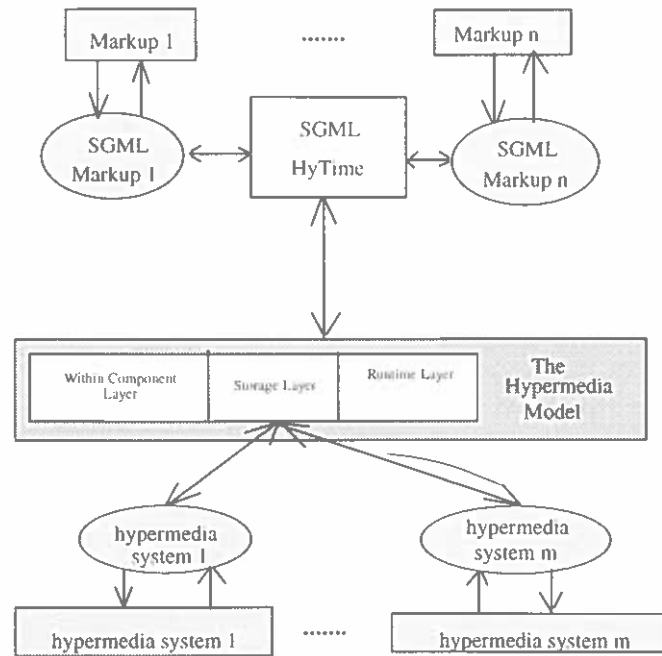 Markup 1
.......
Markup n
SGML
Markup 1
SGML
HyTime
SGML
Markup n
Within Component
Layer
Storage Layer
Runtime Layer
The
Hypermedia
Model
hypermedia
system 1
hypermedia
system m
hypermedia system 1
.......
hypermedia system m